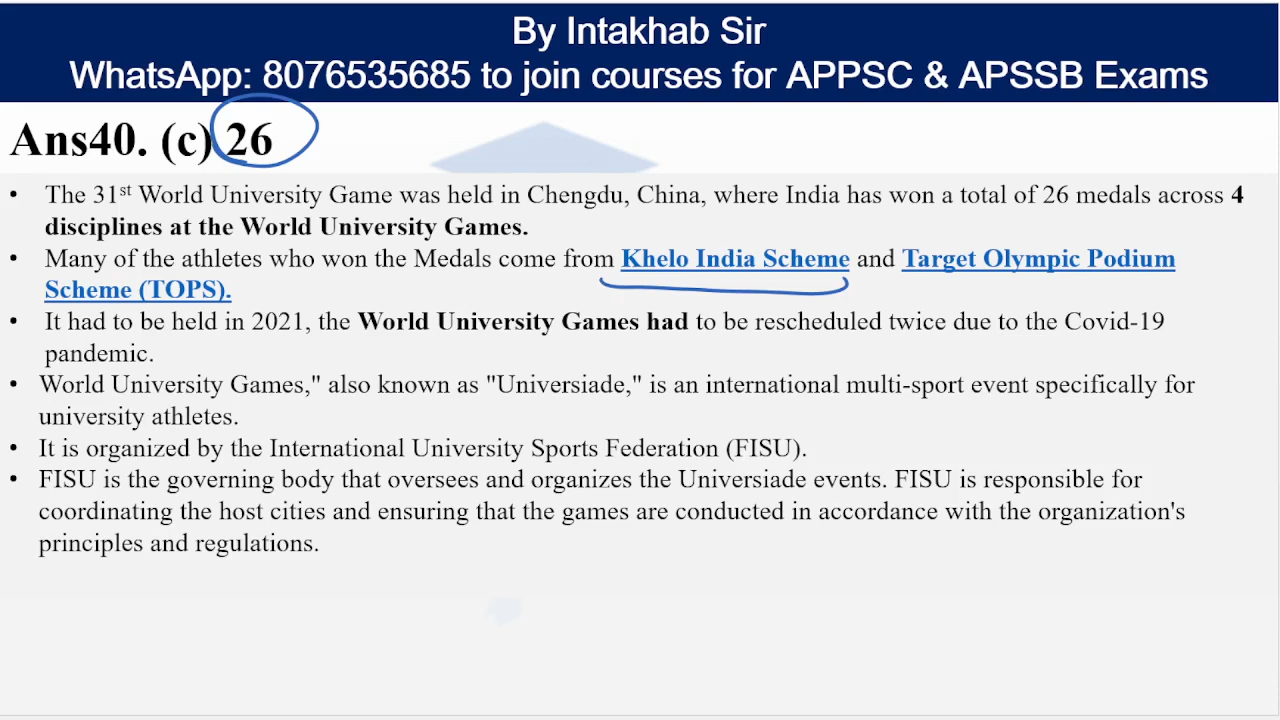 By Intakhab Sir
WhatsApp: 8076535685 to join courses for APPSC & APSSB Exams
Ans40. (c) 26
• The 31st World University Game was held in Chengdu, China, where India has won a total of 26 medals across 4
disciplines at the World University Games.
• Many of the athletes who won the Medals come from Khelo India Scheme and Target Olympic Podium
Scheme (TOPS).
• It had to be held in 2021, the World University Games had to be rescheduled twice due to the Covid-19
pandemic.
• World University Games," also known as "Universiade," is an international multi-sport event specifically for
university athletes.
• It is organized by the International University Sports Federation (FISU).
• FISU is the governing body that oversees and organizes the Universiade events. FISU is responsible for
coordinating the host cities and ensuring that the games are conducted in accordance with the organization's
principles and regulations.